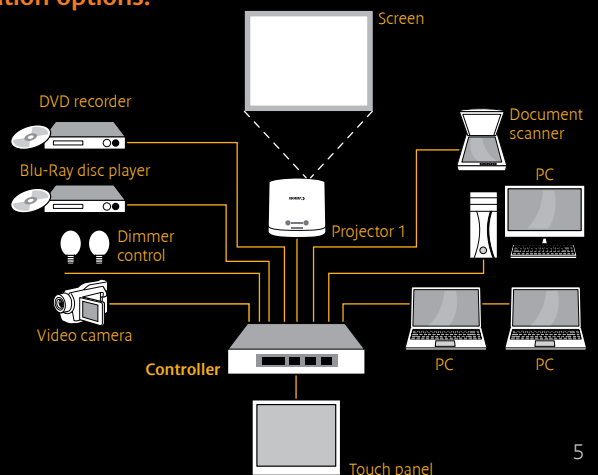 ation options.
Screen
DVD recorder
Document
scanner
Blu-Ray disc player
PC
Projector 1
Dimmer
control
Video camera
Controller
PC
PC
Touch panel
5